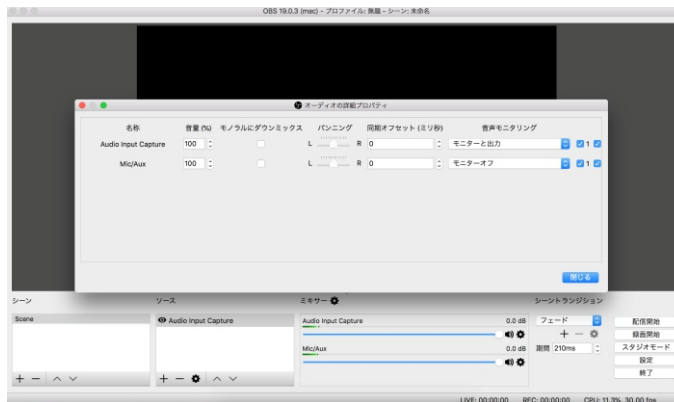 OBS 19.0.3 (mac) - プロファイル: 無題 - シーン: 未命名
オーディオの詳細プロパティ
名称 音量 (%) モノラルにダウンミックス パンニング 同期オフセット (ミリ秒) 音声モニタリング
Audio Input Capture 100 L R 0 モニターと出力 1
Mic/Aux 100 L R 0 モニターオフ 1
閉じる
シーン ソース ミキサー シーントランジション
Scene Audio Input Capture Audio Input Capture 0.0 dB フェード 配信開始
録画開始
Mic/Aux 0.0 dB 期間 210ms スタジオモード
設定
終了
LIVE: 00:00:00 REC: 00:00:00 CPU: 11.3%, 30.00 fps